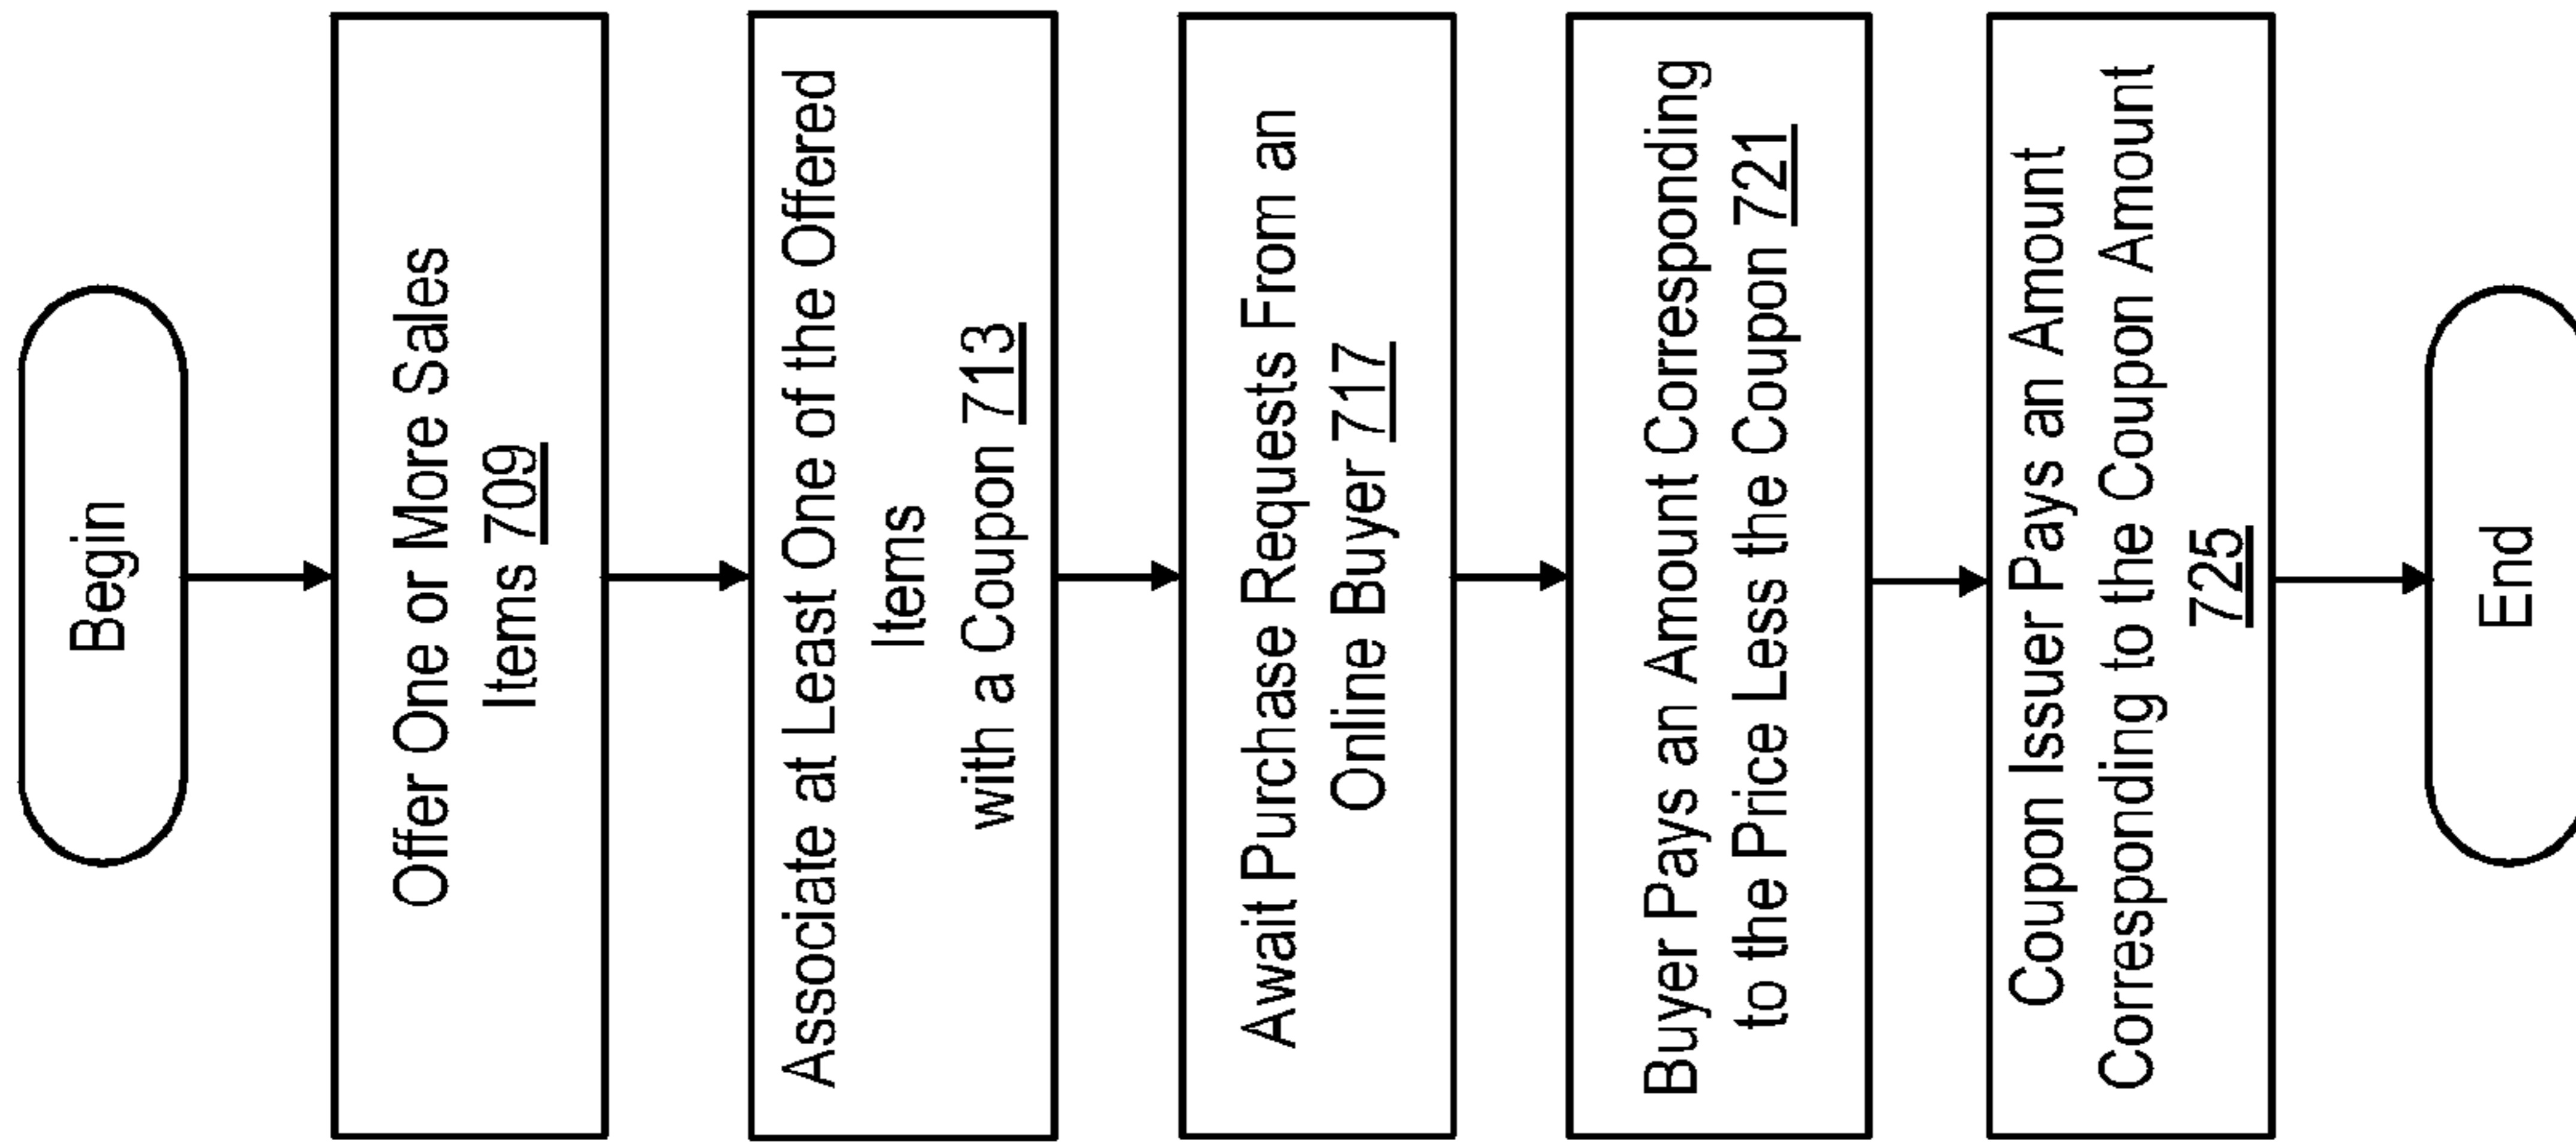 Begin
Offer One or More Sales
Items 709
Associate at Least One of the Offered
Items
with a Coupon 713
Await Purchase Requests From an
Online Buyer 717
Buyer Pays an Amount Corresponding
to the Price Less the Coupon 721
Coupon Issuer Pays an Amount
Corresponding to the Coupon Amount
725
End